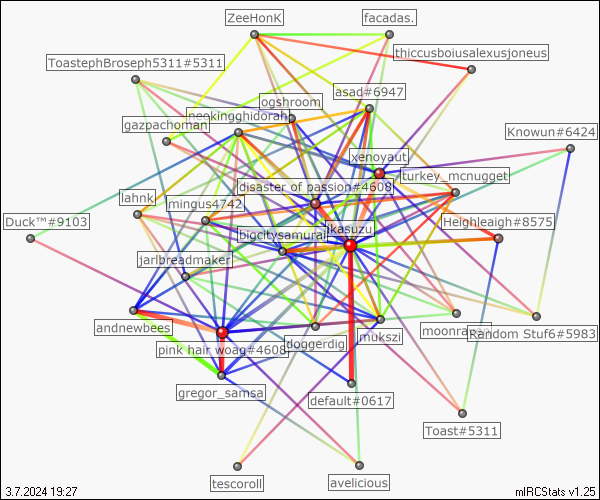 ZeeHonK
facadas.
thiccusboiusalexusjoneus
ToastephBroseph5311#5311
asad#6947
ogshroom
neokingghidorah
gazpachoman
Knowun#6424
xenoyaut
turkey_mcnugget
disaster of passion#4608
lahnk
mingus4742
Duck™#9103
Heighleaigh#8575
ikasuzu
bigcitysamurai
jarlbreadmaker
andnewbees
moonra
Random Stuf6#5983
mukszi
doggerdig
pink hair woag#4608
gregor_samsa
default#0617
Toast#5311
tescoroll
avelicious
3.7.2024 19:27
mIRCStats v1.25